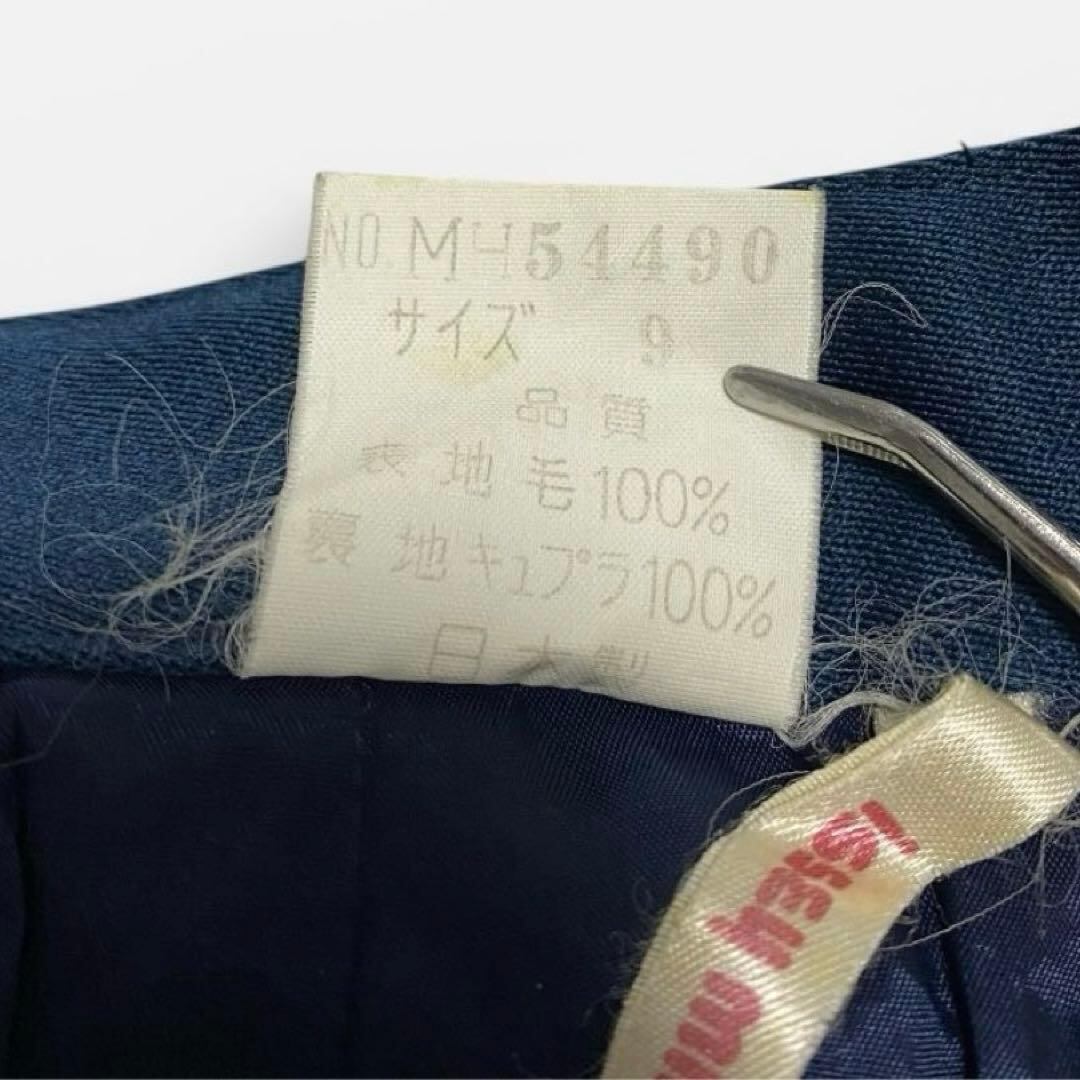 NO. MH54490
サイズ 9
品質
表地毛100%
裏地キュプラ100%
日本製